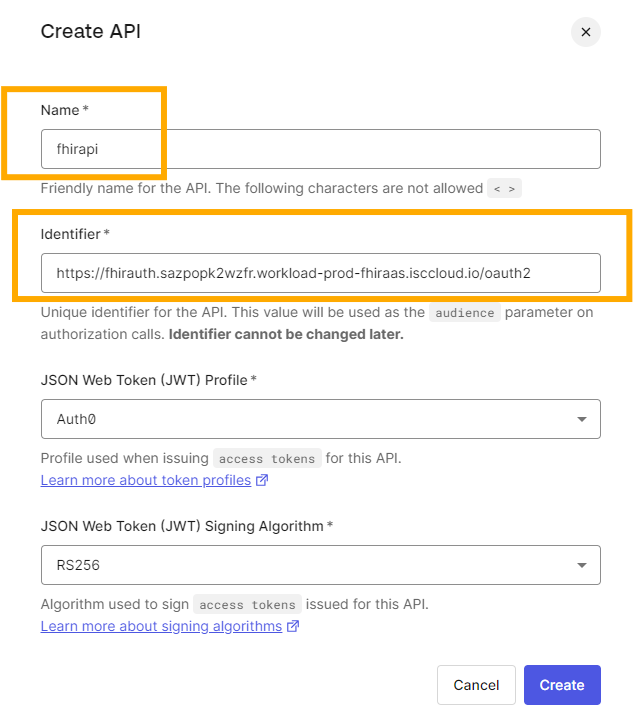 Create API
Name *
fhirapi
Friendly name for the API. The following characters are not allowed < >
Identifier *
https://fhirauth.sazpopk2wzfr.workload-prod-fhiraas.isccloud.io/oauth2
Unique identifier for the API. This value will be used as the audience parameter on
authorization calls. Identifier cannot be changed later.
JSON Web Token (JWT) Profile *
Auth0
Profile used when issuing access tokens for this API.
Learn more about token profiles
JSON Web Token (JWT) Signing Algorithm *
RS256
Algorithm used to sign access tokens issued for this API.
Learn more about signing algorithms
Cancel Create